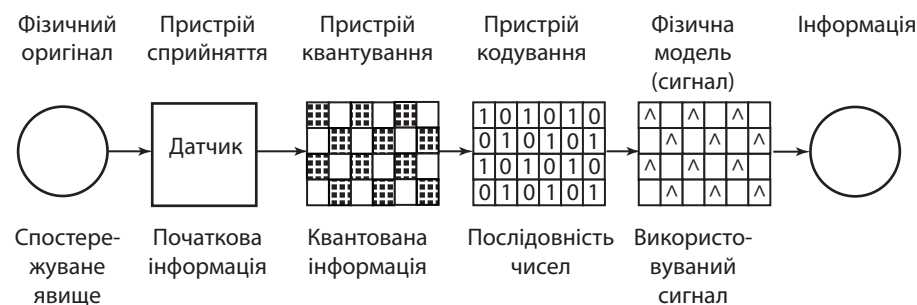 Фізичний Пристрій Пристрій Пристрій Фізична Інформація
оригінал сприйняття квантування кодування модель
(сигнал)
Датчик
1 0 1 0 1 0
0 1 0 1 0 1
1 0 1 0 1 0
0 1 0 1 0 1
^ ^ ^
^ ^ ^
^ ^ ^
^ ^ ^
Спостере- Початкова Квантована Послідовність Використо-
жуване інформація інформація чисел вуваний
явище сигнал